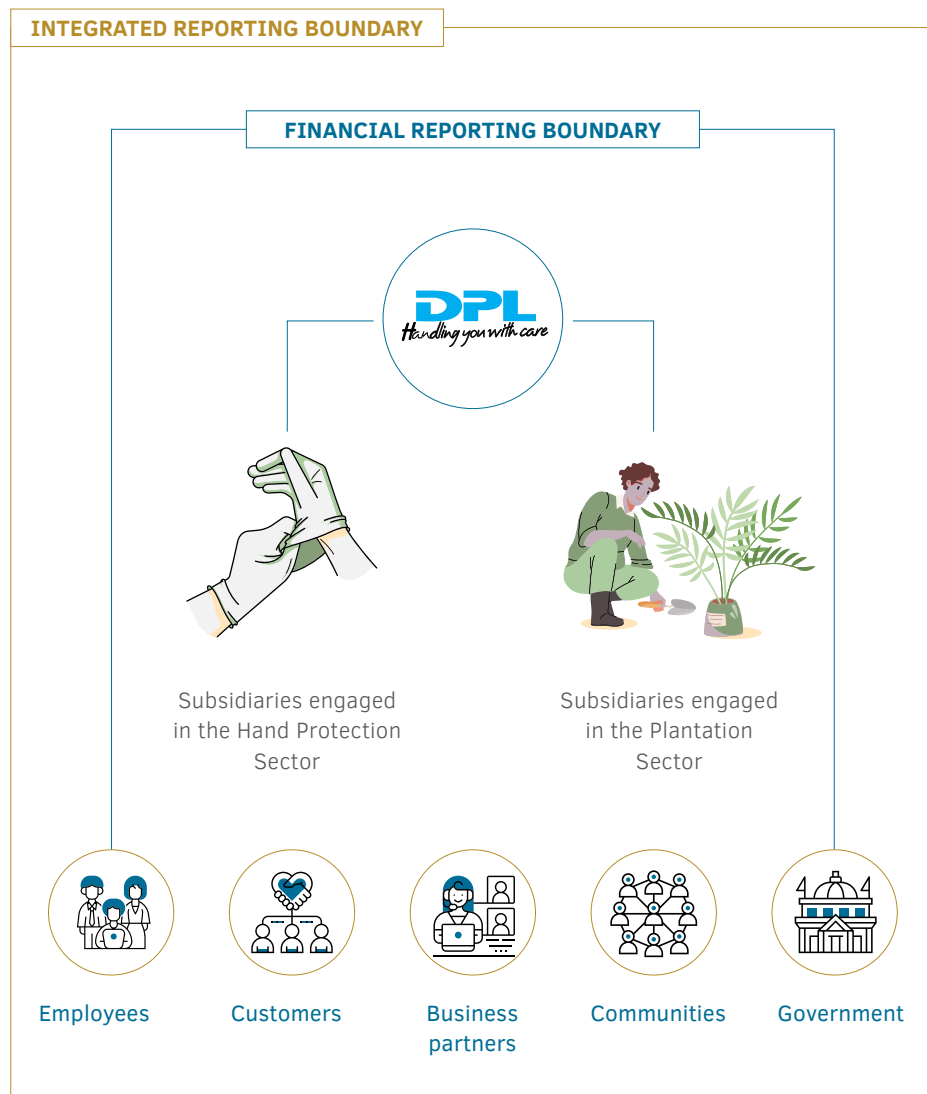 INTEGRATED REPORTING BOUNDARY
FINANCIAL REPORTING BOUNDARY
DPL
Handling you with care
Subsidiaries engaged
in the Hand Protection
Sector
Subsidiaries engaged
in the Plantation
Sector
Employees
Customers
Business
partners
Communities
Government